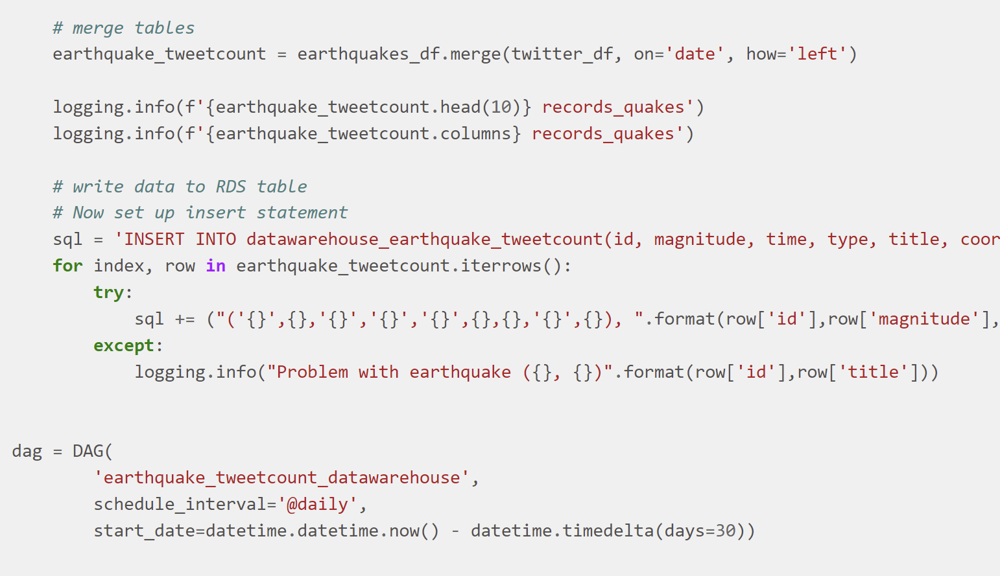 # merge tables
earthquake_tweetcount = earthquakes_df.merge(twitter_df, on='date', how='left')
logging.info(f'{earthquake_tweetcount.head(10)} records_quakes')
logging.info(f'{earthquake_tweetcount.columns} records_quakes')
# write data to RDS table
# Now set up insert statement
sql = 'INSERT INTO datawarehouse_earthquake_tweetcount(id, magnitude, time, type, title, coor
for index, row in earthquake_tweetcount.iterrows():
try:
sql += ("('{}',{},'{}','{}','{}',{},{},'{}',{}), ".format(row['id'],row['magnitude'],
except:
logging.info("Problem with earthquake ({}, {})".format(row['id'],row['title']))
dag = DAG(
'earthquake_tweetcount_datawarehouse',
schedule_interval='@daily',
start_date=datetime.datetime.now() - datetime.timedelta(days=30))